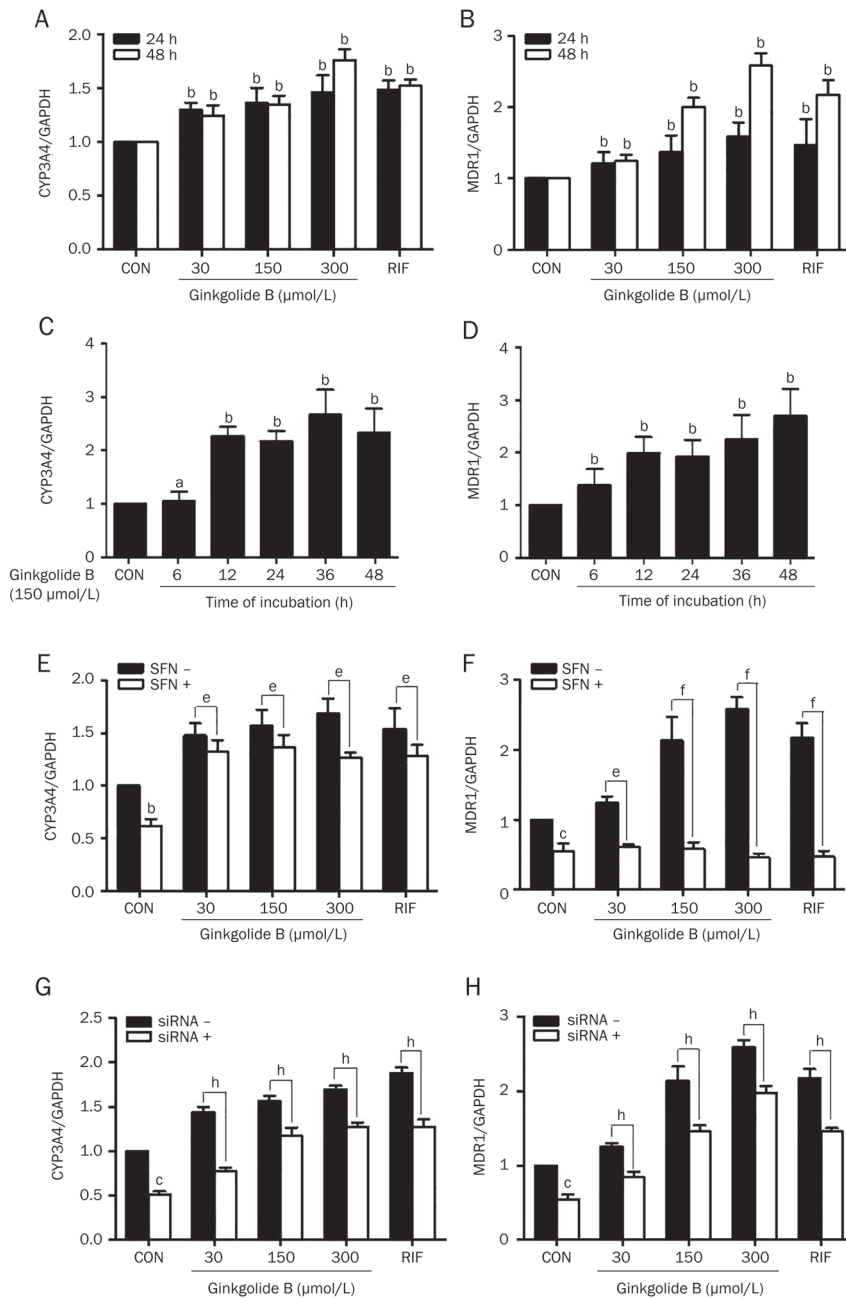 A
CYP3A4/GAPDH
2.0
1.5
1.0
0.5
0.0
24 h
48 h
b b b b b b b b
CON 30 150 300 RIF
Ginkgolide B (μmol/L)
B
MDR1/GAPDH
3
2
1
0
24 h
48 h
b b b b b b b b
CON 30 150 300 RIF
Ginkgolide B (μmol/L)
C
CYP3A4/GAPDH
4
3
2
1
0
a b b b b
Ginkgolide B
(150 μmol/L)
CON 6 12 24 36 48
Time of incubation (h)
D
MDR1/GAPDH
4
3
2
1
0
b b b b b
CON 6 12 24 36 48
Time of incubation (h)
E
CYP3A4/GAPDH
2.0
1.5
1.0
0.5
0.0
SFN –
SFN +
b e e e e
CON 30 150 300 RIF
Ginkgolide B (μmol/L)
F
MDR1/GAPDH
3
2
1
0
SFN –
SFN +
c e f f f
CON 30 150 300 RIF
Ginkgolide B (μmol/L)
G
CYP3A4/GAPDH
2.5
2.0
1.5
1.0
0.5
0.0
siRNA –
siRNA +
c h h h h
CON 30 150 300 RIF
Ginkgolide B (μmol/L)
H
MDR1/GAPDH
3
2
1
0
siRNA –
siRNA +
c h h h h
CON 30 150 300 RIF
Ginkgolide B (μmol/L)